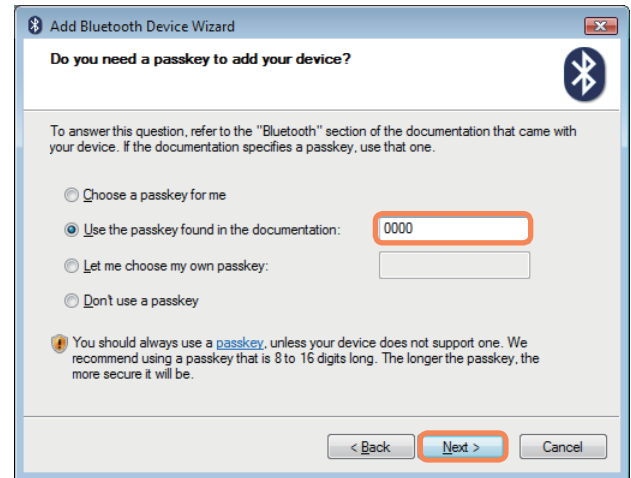 Add Bluetooth Device Wizard
Do you need a passkey to add your device?
To answer this question, refer to the "Bluetooth" section of the documentation that came with
your device. If the documentation specifies a passkey, use that one.
Choose a passkey for me
Use the passkey found in the documentation: 0000
Let me choose my own passkey:
Don't use a passkey
You should always use a passkey, unless your device does not support one. We
recommend using a passkey that is 8 to 16 digits long. The longer the passkey, the
more secure it will be.
< Back Next > Cancel